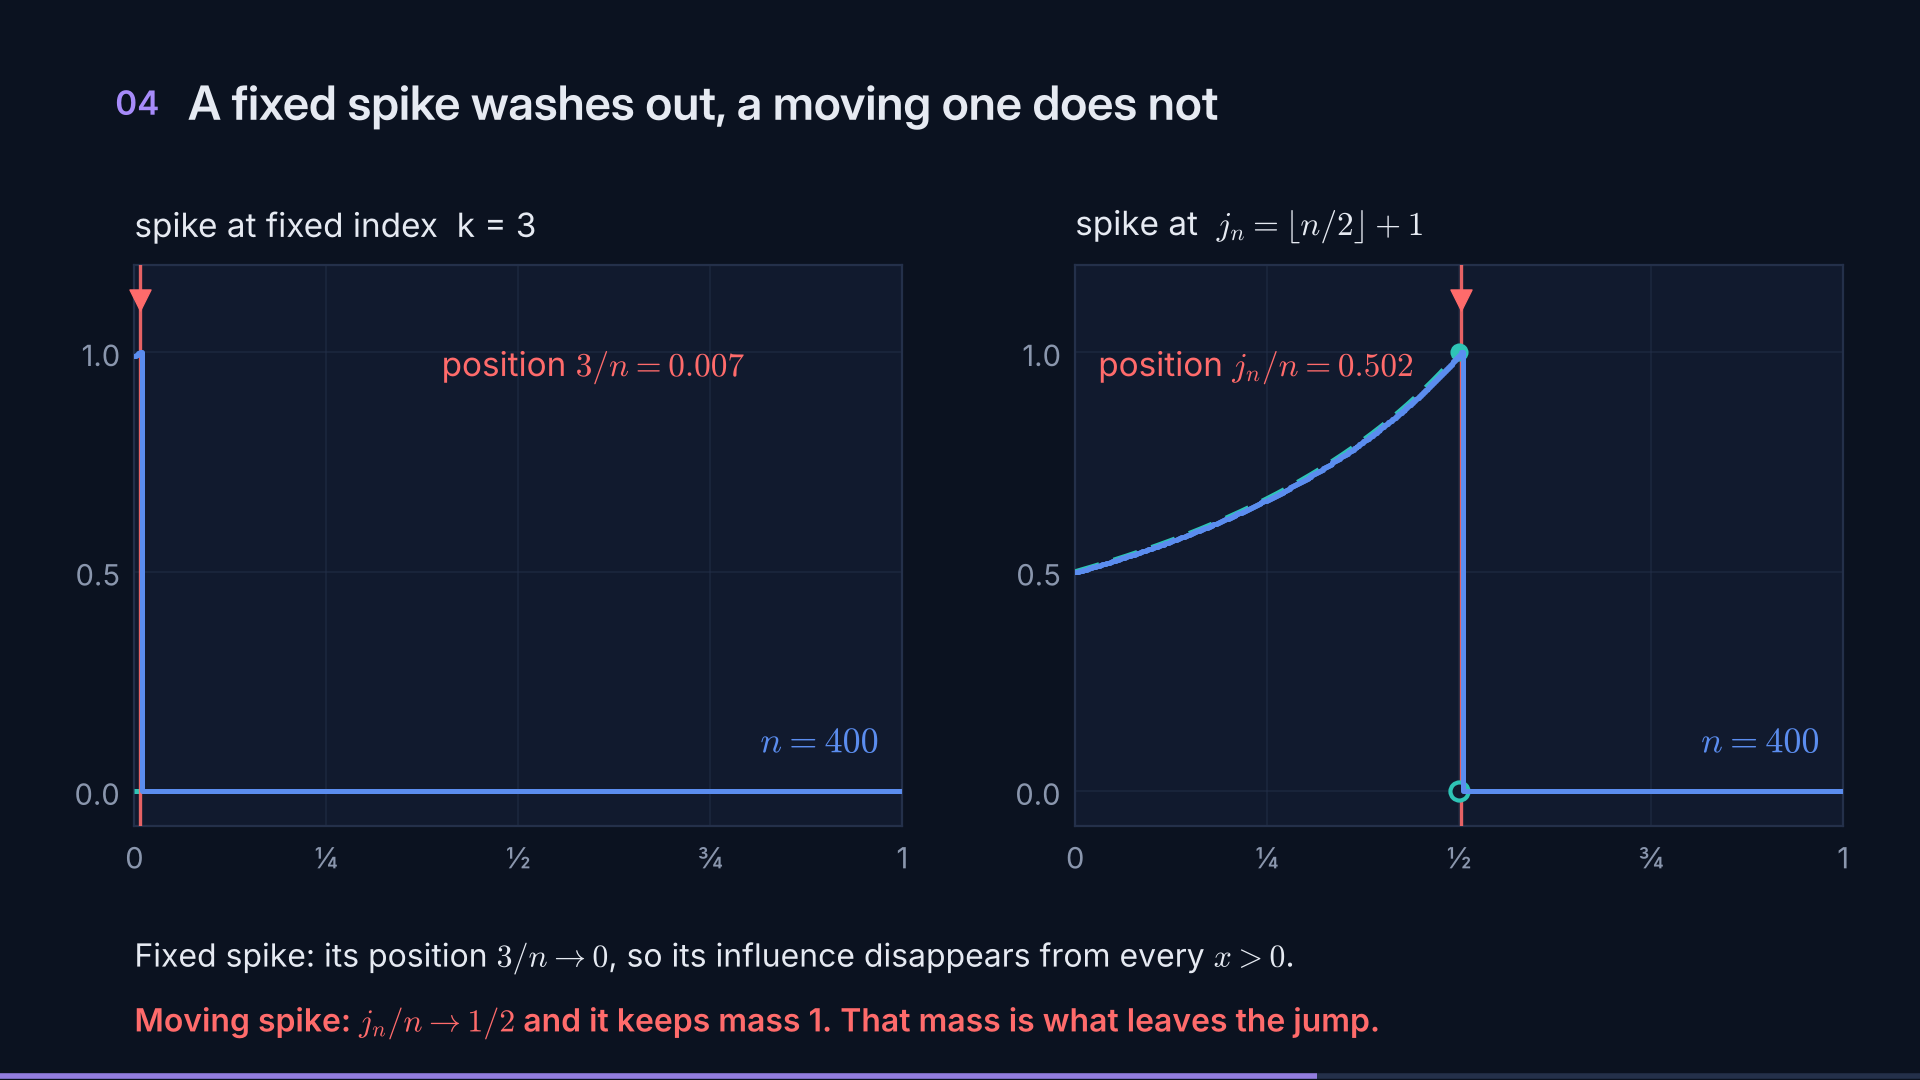 04 A fixed spike washes out, a moving one does not
spike at fixed index k = 3
1.0
0.5
0.0
position 3/n = 0.007
n = 400
0 ¼ ½ ¾ 1
spike at jₙ = ⌊n/2⌋ + 1
1.0
0.5
0.0
position jₙ/n = 0.502
n = 400
0 ¼ ½ ¾ 1
Fixed spike: its position 3/n → 0, so its influence disappears from every x > 0.
Moving spike: jₙ/n → 1/2 and it keeps mass 1. That mass is what leaves the jump.